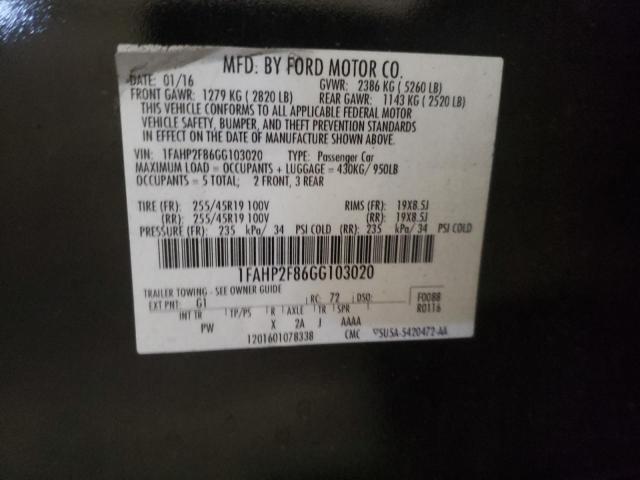 MFD. BY FORD MOTOR CO.
DATE: 01/16 GVWR: 2386 KG ( 5260 LB)
FRONT GAWR: 1279 KG ( 2820 LB) REAR GAWR: 1143 KG ( 2520 LB)
THIS VEHICLE CONFORMS TO ALL APPLICABLE FEDERAL MOTOR
VEHICLE SAFETY, BUMPER, AND THEFT PREVENTION STANDARDS
IN EFFECT ON THE DATE OF MANUFACTURE SHOWN ABOVE.
VIN: 1FAHP2F86GG103020 TYPE: Passenger Car
MAXIMUM LOAD = OCCUPANTS + LUGGAGE = 430KG/ 950LB
OCCUPANTS = 5 TOTAL; 2 FRONT, 3 REAR
TIRE (FR): 255/45R19 100V RIMS (FR): 19X8.5J
(RR): 255/45R19 100V (RR): 19X8.5J
PRESSURE (FR): 235 kPa/ 34 PSI COLD (RR): 235 kPa/ 34 PSI COLD
1FAHP2F86GG103020
TRAILER TOWING - SEE OWNER GUIDE
EXT PNT: G1 RC: 72 DSO: F0088
INT TR TP/PS R AXLE TR SPR R0116
PW X 2A J AAAA
1201601078338 CMC SU5A-5420472-AA